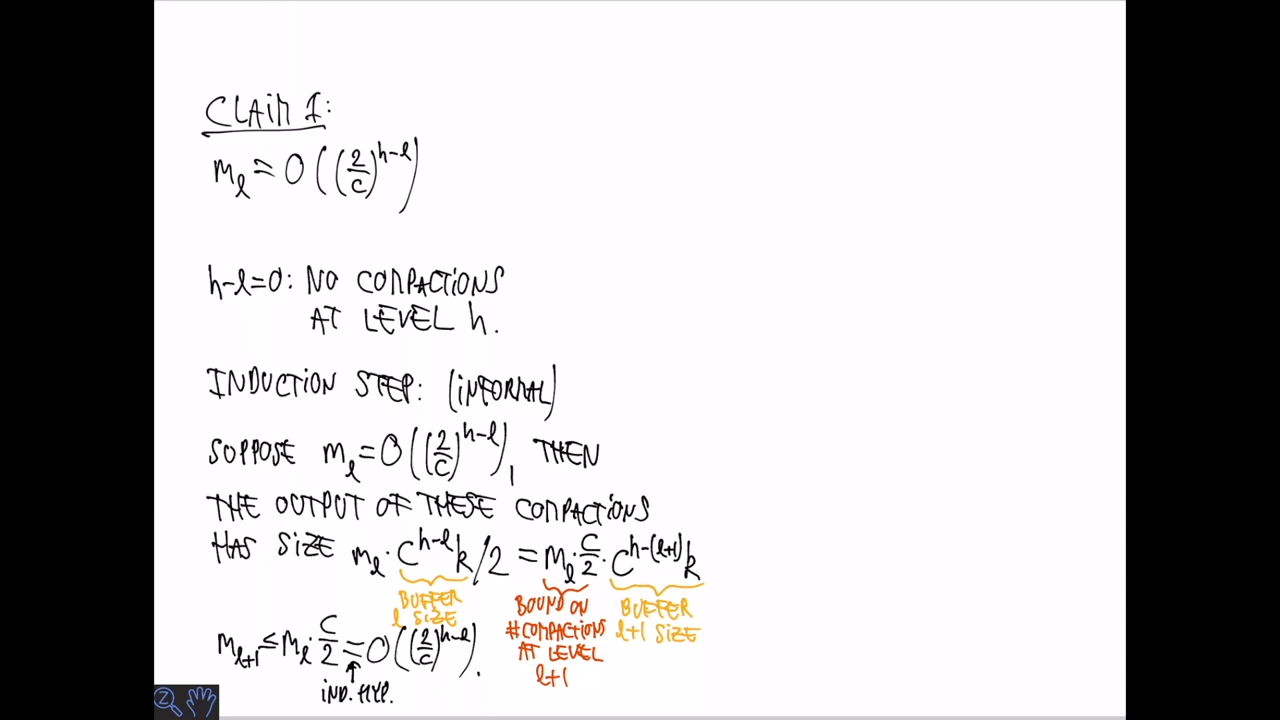 CLAIM 1:
m_ℓ = O((2/c)^{h-ℓ})
h-ℓ=0: NO COMPACTIONS
AT LEVEL h.
INDUCTION STEP: (INFORMAL)
SUPPOSE m_ℓ = O((2/c)^{h-ℓ}), THEN
THE OUTPUT OF THESE COMPACTIONS
HAS SIZE m_ℓ · c^{h-ℓ} k/2 = m_ℓ · c/2 · c^{h-(ℓ+1)} k
BUFFER
ℓ SIZE
BOUND ON
#COMPACTIONS
AT LEVEL
ℓ+1
BUFFER
ℓ+1 SIZE
m_{ℓ+1} ≤ m_ℓ · c/2 = O((2/c)^{h-ℓ}).
↑
IND. HYP.